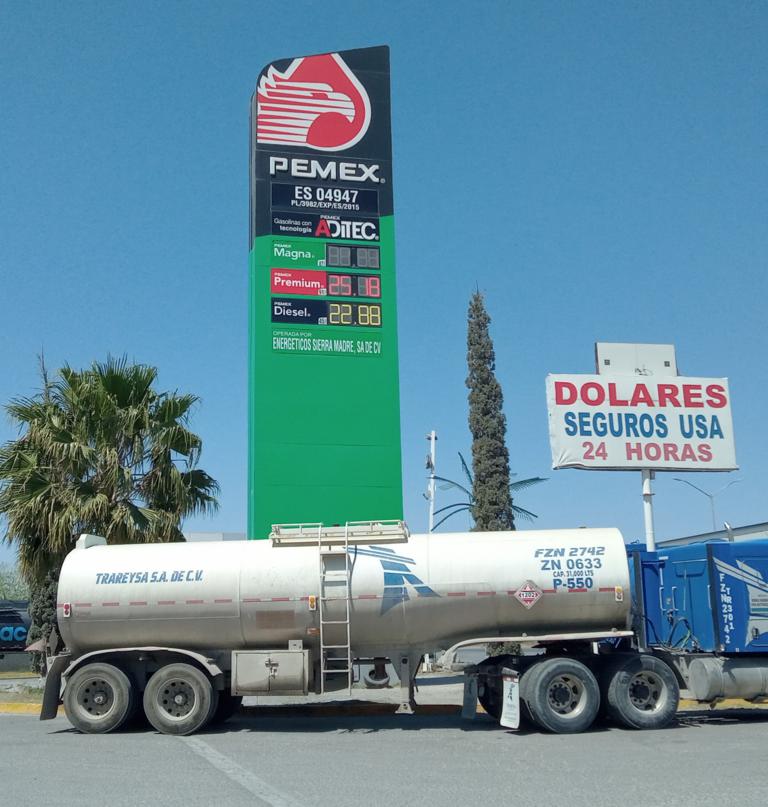 PEMEX®
ES 04947
PL/3982/EXP/ES/2015
Gasolinas con
tecnología
PEMEX
ADiTEC®
PEMEX
Magna®
PEMEX
Premium®
25.18
PEMEX
Diesel®
22.88
OPERADA POR
ENERGETICOS SIERRA MADRE, SA DE CV
DOLARES
SEGUROS USA
24 HORAS
TRAREYSA S.A. DE C.V.
FZN 2742
ZN 0633
CAP. 31,000 LTS
P-550
ac